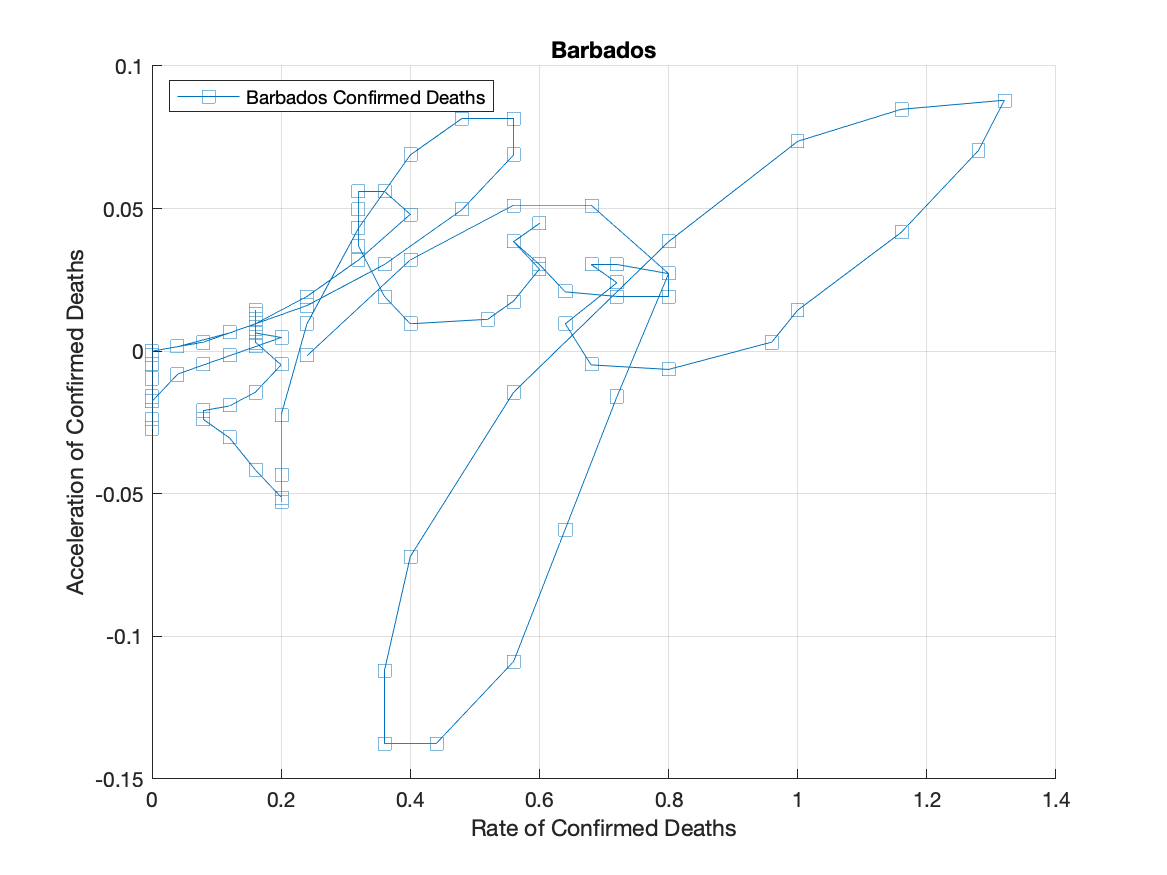 Barbados
0.1
Barbados Confirmed Deaths
0.05
0
-0.05
-0.1
-0.15
Acceleration of Confirmed Deaths
0 0.2 0.4 0.6 0.8 1 1.2 1.4
Rate of Confirmed Deaths